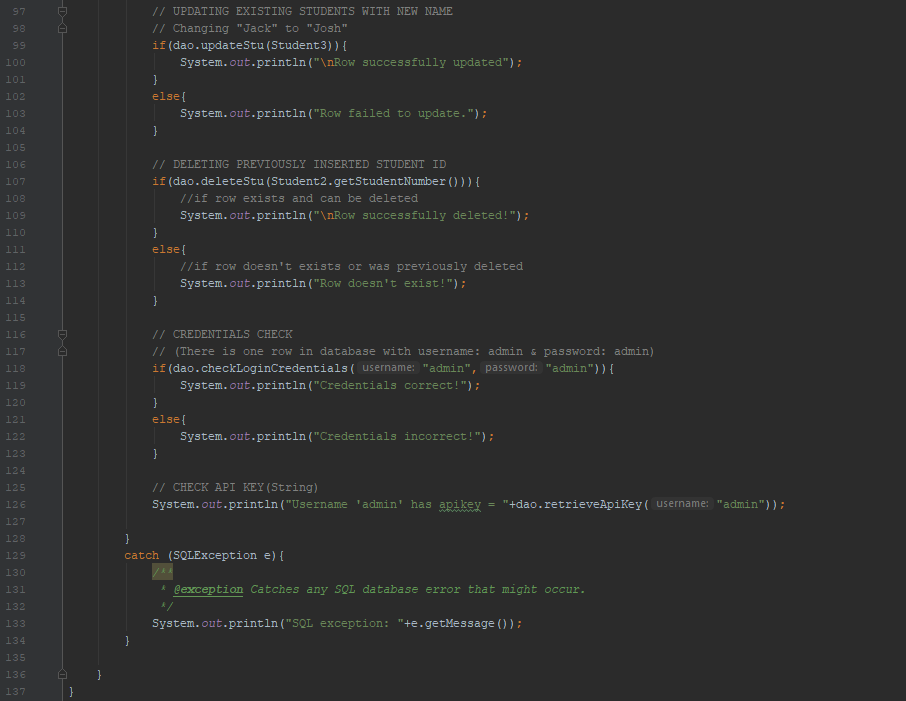 97 // UPDATING EXISTING STUDENTS WITH NEW NAME
98 // Changing "Jack" to "Josh"
99 if(dao.updateStu(Student3)){
100 System.out.println("\nRow successfully updated");
101 }
102 else{
103 System.out.println("Row failed to update.");
104 }
105
106 // DELETING PREVIOUSLY INSERTED STUDENT ID
107 if(dao.deleteStu(Student2.getStudentNumber())){
108 //if row exists and can be deleted
109 System.out.println("\nRow successfully deleted!");
110 }
111 else{
112 //if row doesn't exists or was previously deleted
113 System.out.println("Row doesn't exist!");
114 }
115
116 // CREDENTIALS CHECK
117 // (There is one row in database with username: admin & password: admin)
118 if(dao.checkLoginCredentials( username: "admin", password: "admin")){
119 System.out.println("Credentials correct!");
120 }
121 else{
122 System.out.println("Credentials incorrect!");
123 }
124
125 // CHECK API KEY(String)
126 System.out.println("Username 'admin' has apikey = "+dao.retrieveApiKey( username: "admin"));
127
128 }
129 catch (SQLException e){
130 /**
131 * @exception Catches any SQL database error that might occur.
132 */
133 System.out.println("SQL exception: "+e.getMessage());
134 }
135
136 }
137 }